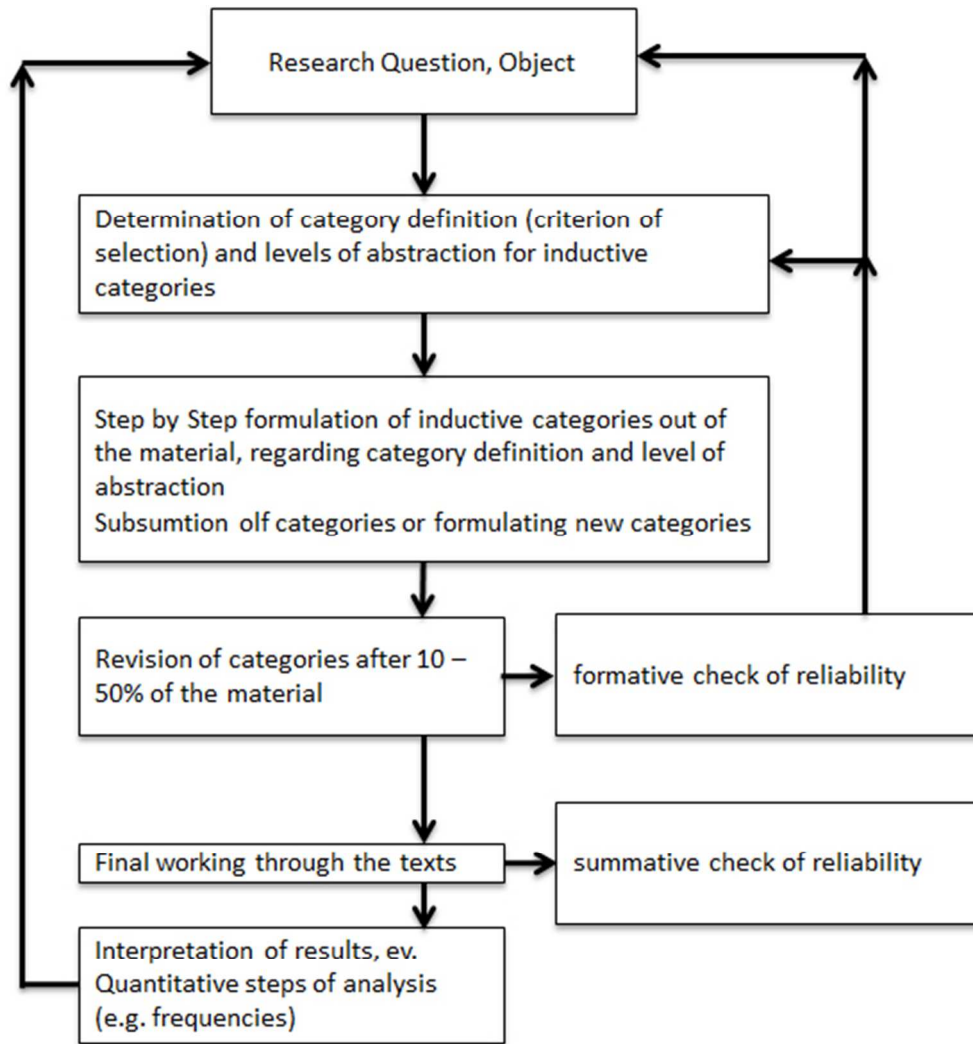 Research Question, Object
Determination of category definition (criterion of
selection) and levels of abstraction for inductive
categories
Step by Step formulation of inductive categories out of
the material, regarding category definition and level of
abstraction
Subsumtion olf categories or formulating new categories
Revision of categories after 10 –
50% of the material
formative check of reliability
Final working through the texts
summative check of reliability
Interpretation of results, ev.
Quantitative steps of analysis
(e.g. frequencies)